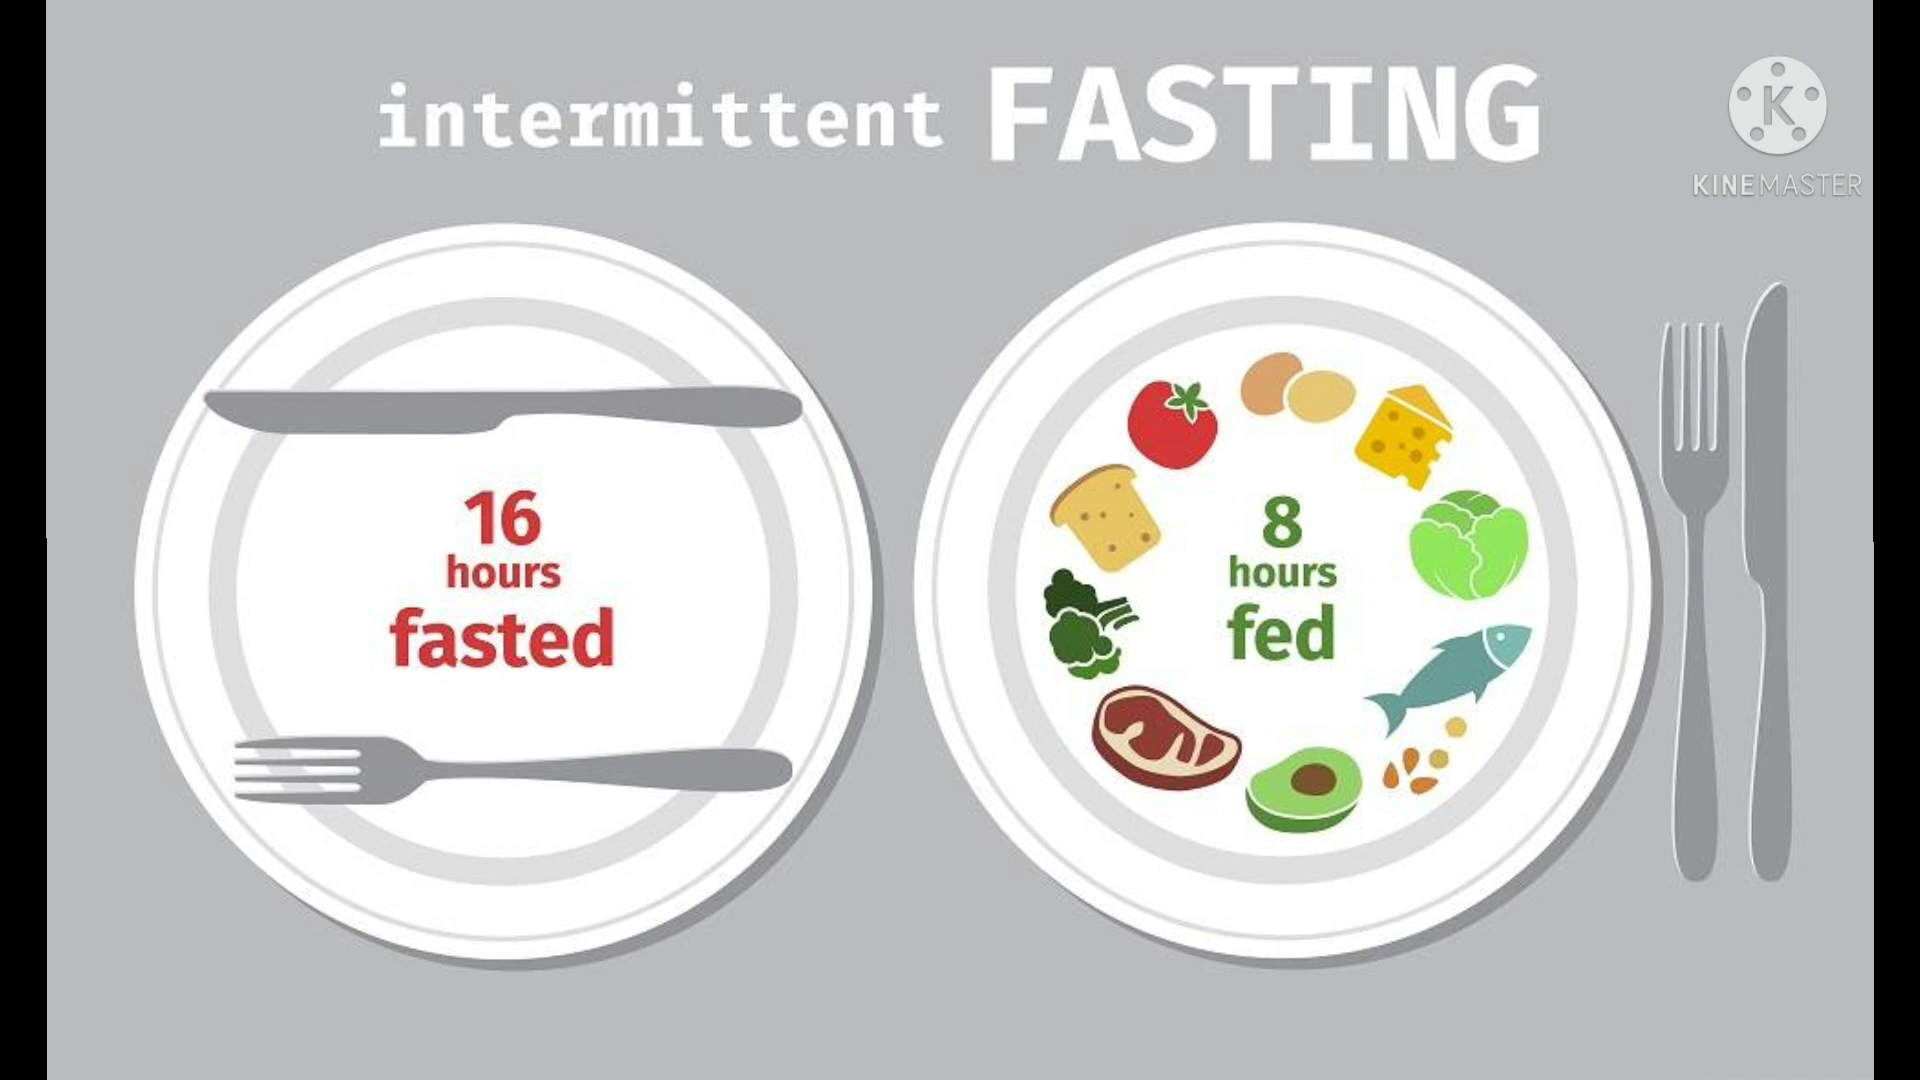 intermittent FASTING
K
KINEMASTER
16
hours
fasted
8
hours
fed